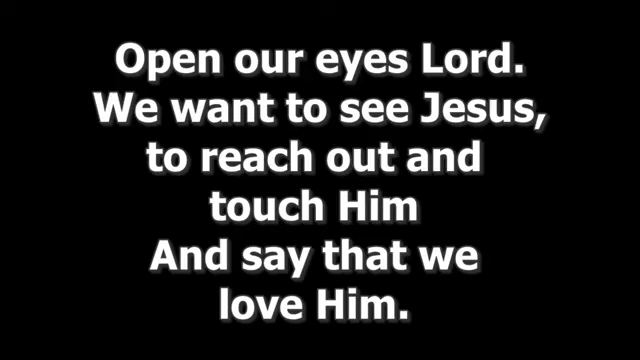 Open our eyes Lord.
We want to see Jesus,
to reach out and
touch Him
And say that we
love Him.